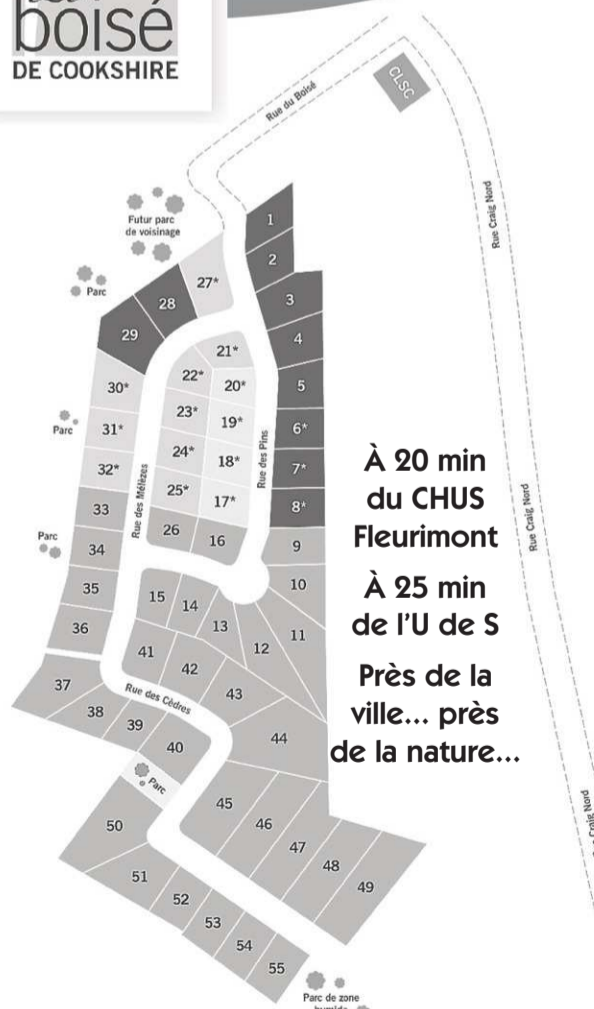 boisé
DE COOKSHIRE
CLSC
Rue du Boisé
Rue Craig Nord
Futur parc
de voisinage
Parc
1
2
27*
28
3
29
4
21*
22*
20*
5
30*
23*
19*
6*
Parc
31*
24*
18*
Rue des Pins
7*
32*
25*
17*
8*
Rue des Mélèzes
33
26
16
9
Parc
34
10
35
15
14
13
12
11
36
41
42
43
37
38
39
40
Rue des Cèdres
44
Parc
45
46
47
48
49
50
51
52
53
54
55
À 20 min
du CHUS
Fleurimont
À 25 min
de l'U de S
Près de la
ville... près
de la nature...
Rue Craig Nord
Craig Nord
Parc de zone
humide